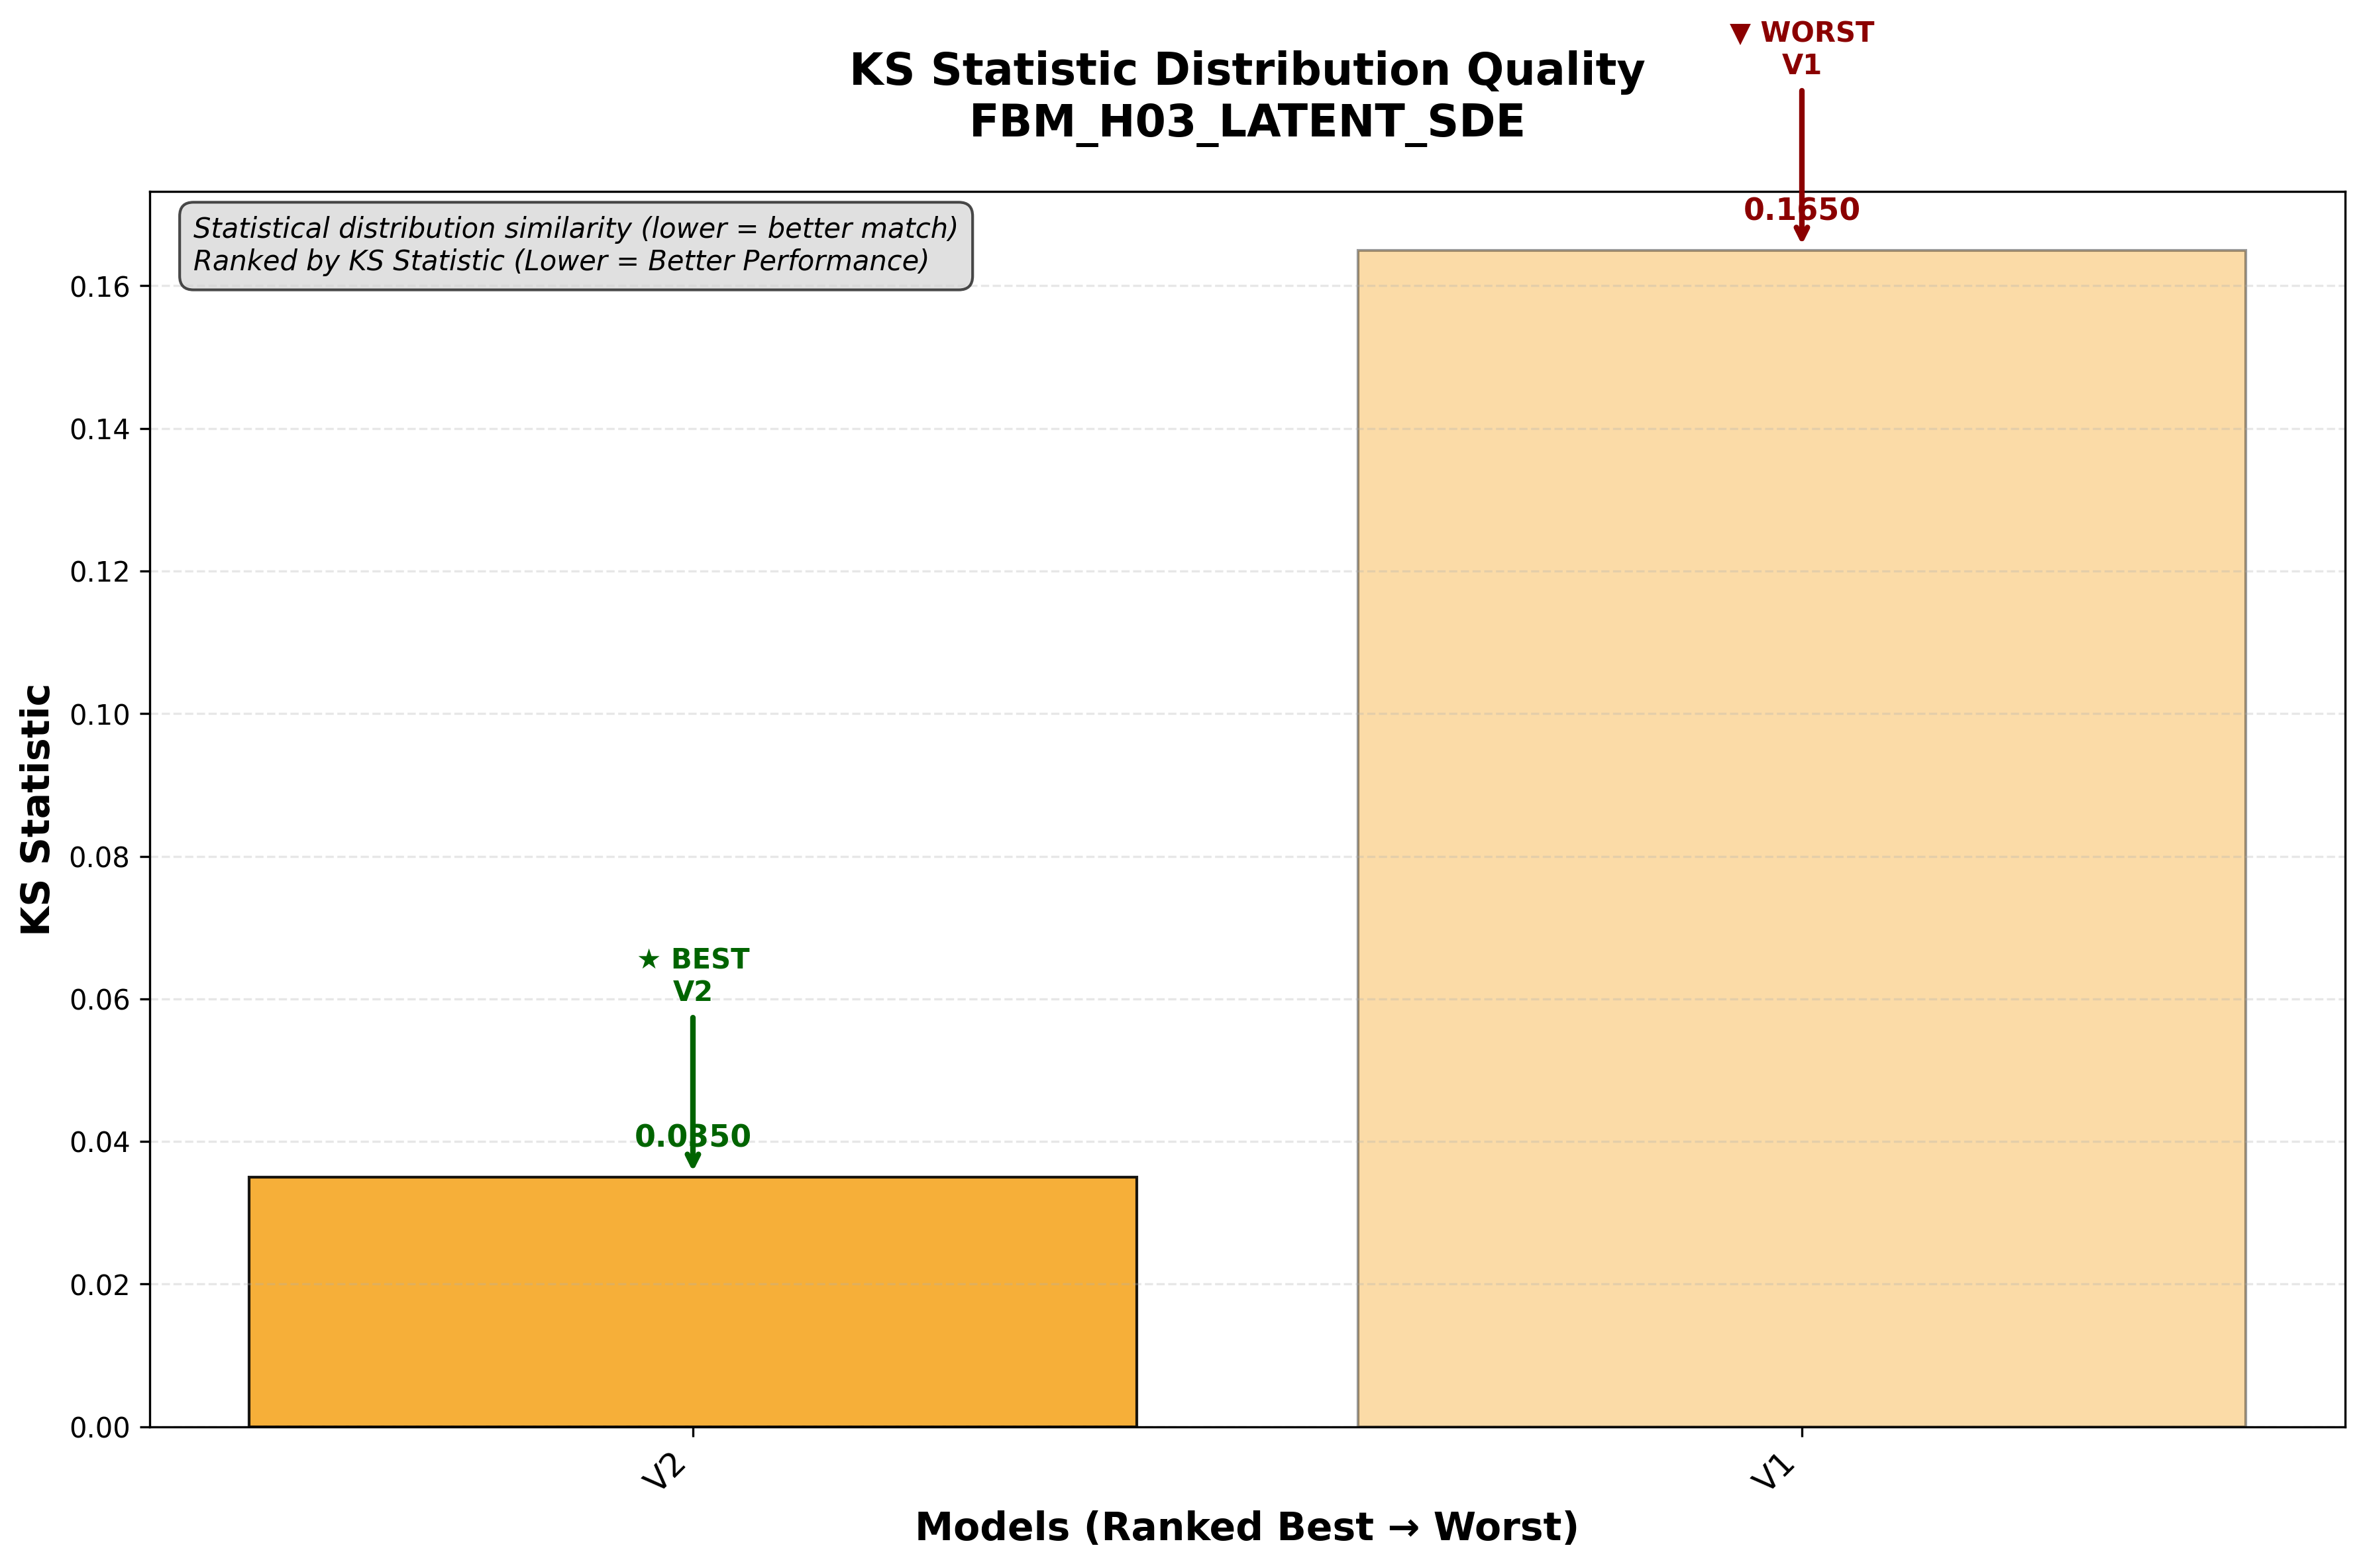 ▼ WORST
V1
KS Statistic Distribution Quality
FBM_H03_LATENT_SDE
Statistical distribution similarity (lower = better match)
Ranked by KS Statistic (Lower = Better Performance)
0.1650
0.16
0.14
0.12
0.10
0.08
0.06
0.04
0.02
0.00
KS Statistic
★ BEST
V2
0.0350
V2
V1
Models (Ranked Best → Worst)